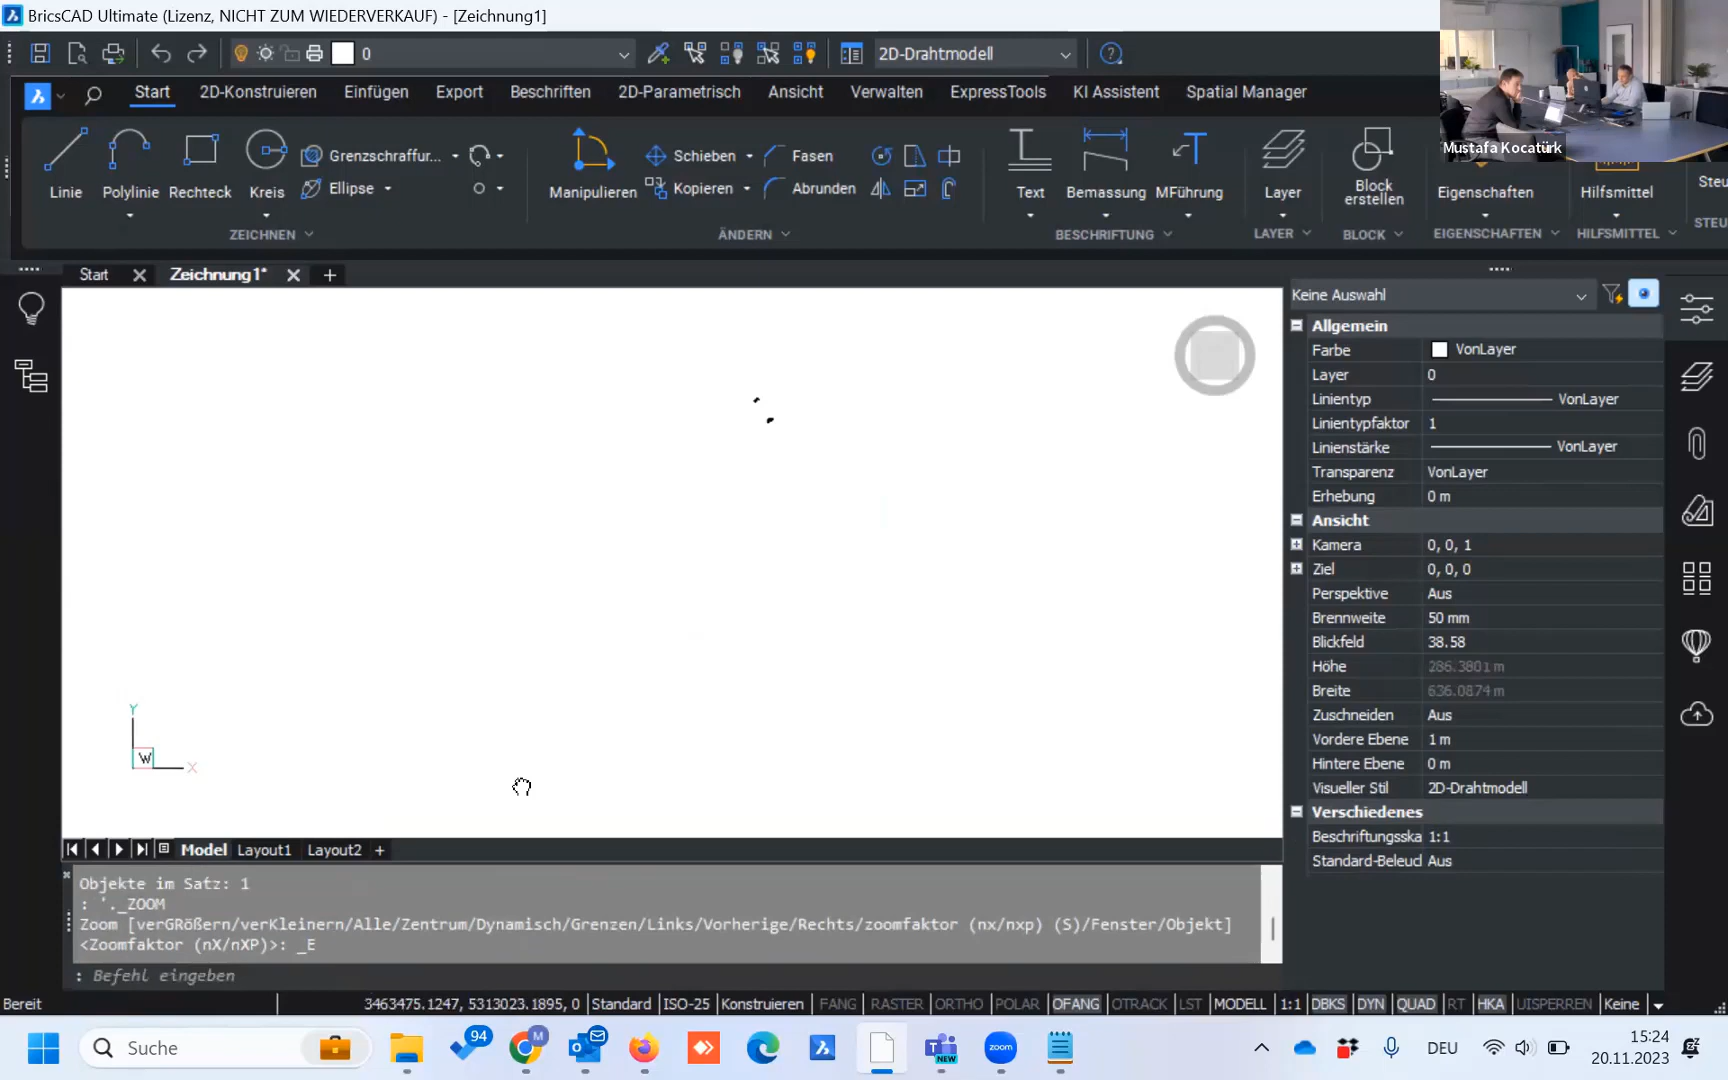 BricsCAD Ultimate (Lizenz, NICHT ZUM WIEDERVERKAUF) - [Zeichnung1]
0
2D-Drahtmodell
Start
2D-Konstruieren
Einfügen
Export
Beschriften
2D-Parametrisch
Ansicht
Verwalten
ExpressTools
KI Assistent
Spatial Manager
Mustafa Kocatürk
Linie
Polylinie
Rechteck
Kreis
Grenzschraffur...
Ellipse
Manipulieren
Schieben
Kopieren
Fasen
Abrunden
Text
Bemassung
MFührung
Layer
Block
erstellen
Eigenschaften
Hilfsmittel
Steu
ZEICHNEN
ÄNDERN
BESCHRIFTUNG
LAYER
BLOCK
EIGENSCHAFTEN
HILFSMITTEL
STEU
Start
Zeichnung1*
Keine Auswahl
Allgemein
Farbe VonLayer
Layer 0
Linientyp VonLayer
Linientypfaktor 1
Linienstärke VonLayer
Transparenz VonLayer
Erhebung 0 m
Ansicht
Kamera 0, 0, 1
Ziel 0, 0, 0
Perspektive Aus
Brennweite 50 mm
Blickfeld 38.58
Höhe 286.3801 m
Breite 636.0874 m
Zuschneiden Aus
Vordere Ebene 1 m
Hintere Ebene 0 m
Visueller Stil 2D-Drahtmodell
Verschiedenes
Beschriftungsska 1:1
Standard-Beleucl Aus
Y
W
X
Model Layout1 Layout2 +
Objekte im Satz: 1
: '._ZOOM
Zoom [verGRößern/verKleinern/Alle/Zentrum/Dynamisch/Grenzen/Links/Vorherige/Rechts/zoomfaktor (nx/nxp) (S)/Fenster/Objekt]
<Zoomfaktor (nX/nXP)>: _E
: Befehl eingeben
Bereit
3463475.1247, 5313023.1895, 0 Standard ISO-25 Konstruieren FANG RASTER ORTHO POLAR OFANG OTRACK LST MODELL 1:1 DBKS DYN QUAD RT HKA UISPERREN Keine
Suche
94
M
NEW
zoom
DEU
15:24
20.11.2023